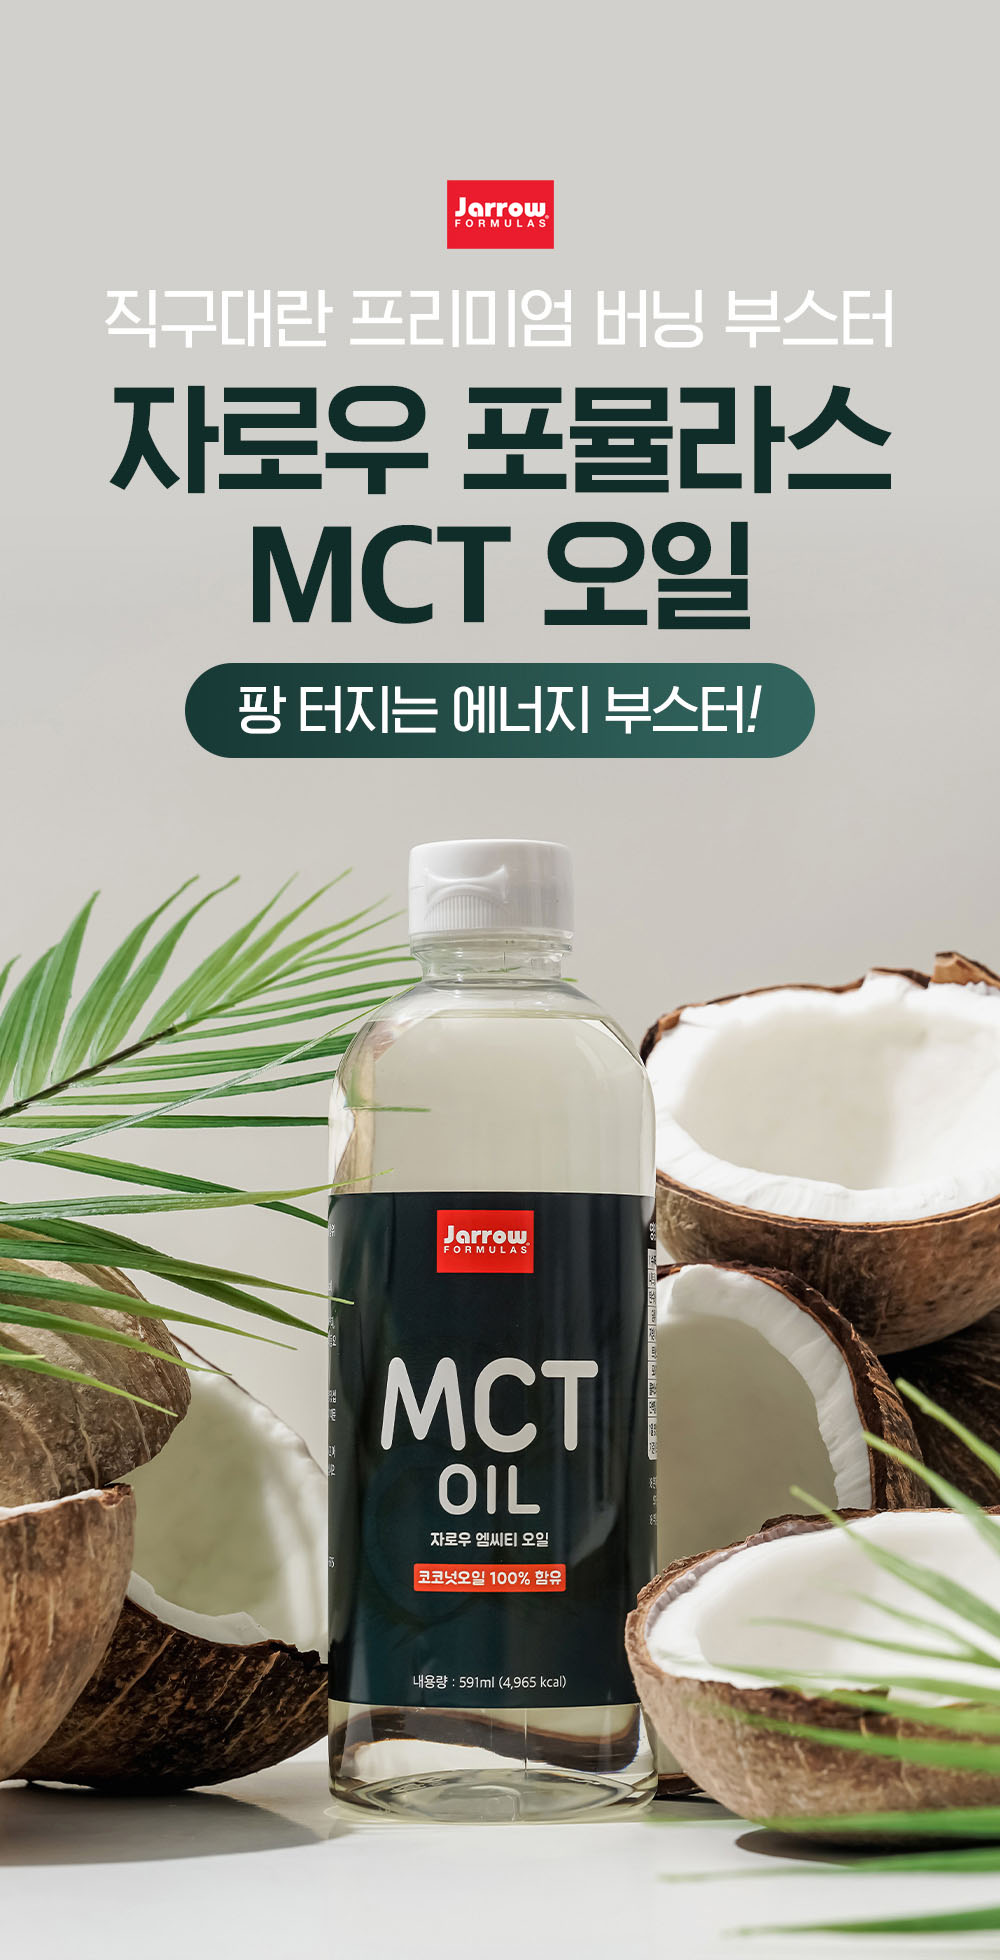 Jarrow
FORMULAS
직구대란 프리미엄 버닝 부스터
자로우 포뮬라스
MCT 오일
팡 터지는 에너지 부스터!
Jarrow
FORMULAS
MCT
OIL
자로우 엠씨티 오일
코코넛오일 100% 함유
내용량 : 591ml (4,965 kcal)